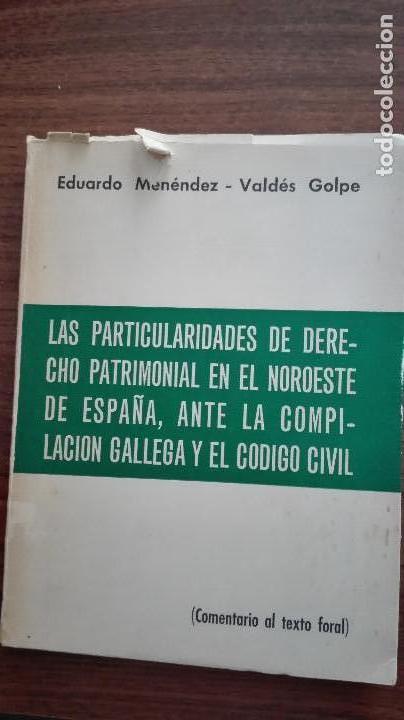 Eduardo Menéndez - Valdés Golpe
LAS PARTICULARIDADES DE DERE-
CHO PATRIMONIAL EN EL NOROESTE
DE ESPAÑA, ANTE LA COMPI-
LACION GALLEGA Y EL CODIGO CIVIL
(Comentario al texto foral)
todocoleccion